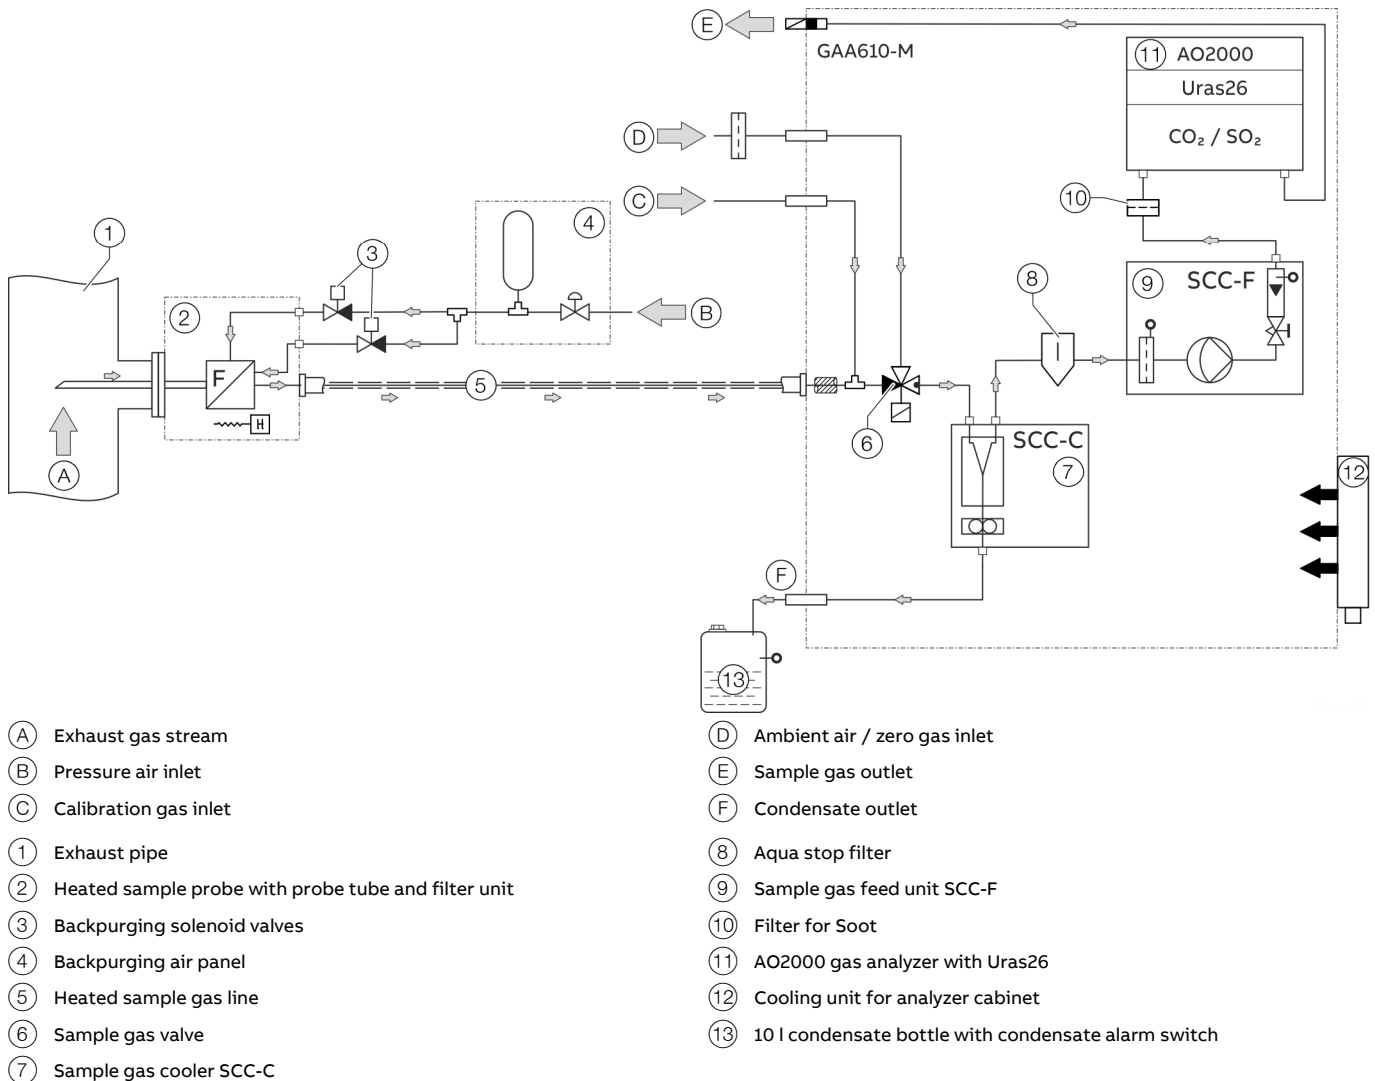 E
GAA610-M
11 AO2000
Uras26
CO₂ / SO₂
D
C
10
1
3
4
8
9 SCC-F
2
B
F
H
5
6
A
SCC-C
7
12
F
13
A Exhaust gas stream
B Pressure air inlet
C Calibration gas inlet
1 Exhaust pipe
2 Heated sample probe with probe tube and filter unit
3 Backpurging solenoid valves
4 Backpurging air panel
5 Heated sample gas line
6 Sample gas valve
7 Sample gas cooler SCC-C
D Ambient air / zero gas inlet
E Sample gas outlet
F Condensate outlet
8 Aqua stop filter
9 Sample gas feed unit SCC-F
10 Filter for Soot
11 AO2000 gas analyzer with Uras26
12 Cooling unit for analyzer cabinet
13 10 l condensate bottle with condensate alarm switch